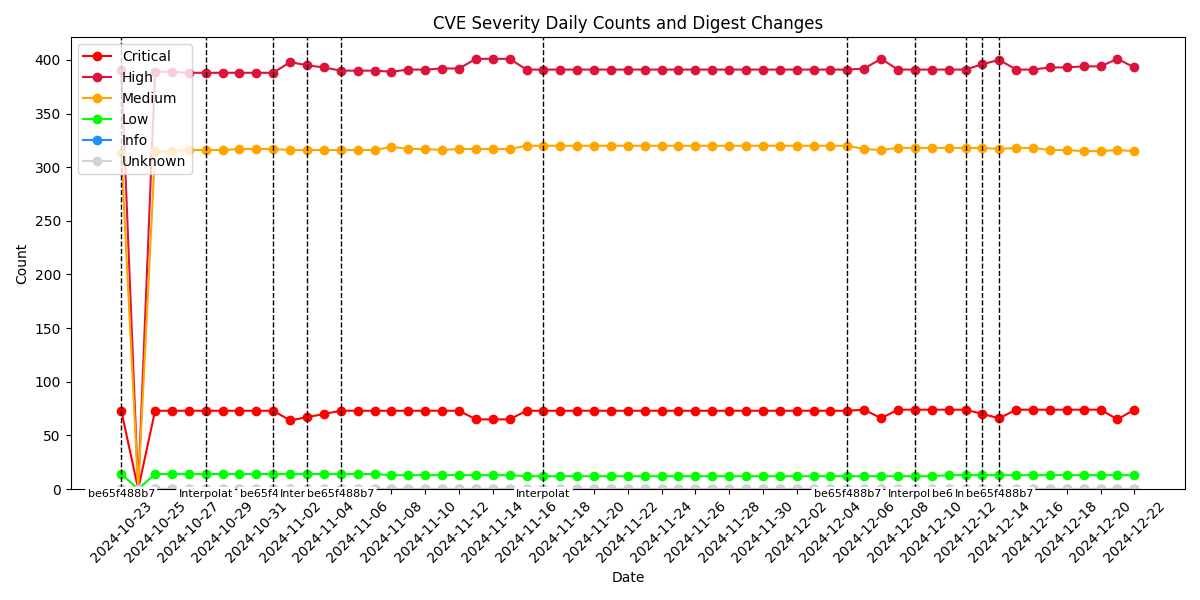 CVE Severity Daily Counts and Digest Changes
Critical
High
Medium
Low
Info
Unknown
Count
400
350
300
250
200
150
100
50
0
be65f488b7
Interpolat
be65f4
Inter
be65f488b7
Interpolat
be65f488b7
Interpol
be6
In
be65f488b7
2024-10-23
2024-10-25
2024-10-27
2024-10-29
2024-10-31
2024-11-02
2024-11-04
2024-11-06
2024-11-08
2024-11-10
2024-11-12
2024-11-14
2024-11-16
2024-11-18
2024-11-20
2024-11-22
2024-11-24
2024-11-26
2024-11-28
2024-11-30
2024-12-02
2024-12-04
2024-12-06
2024-12-08
2024-12-10
2024-12-12
2024-12-14
2024-12-16
2024-12-18
2024-12-20
2024-12-22
Date